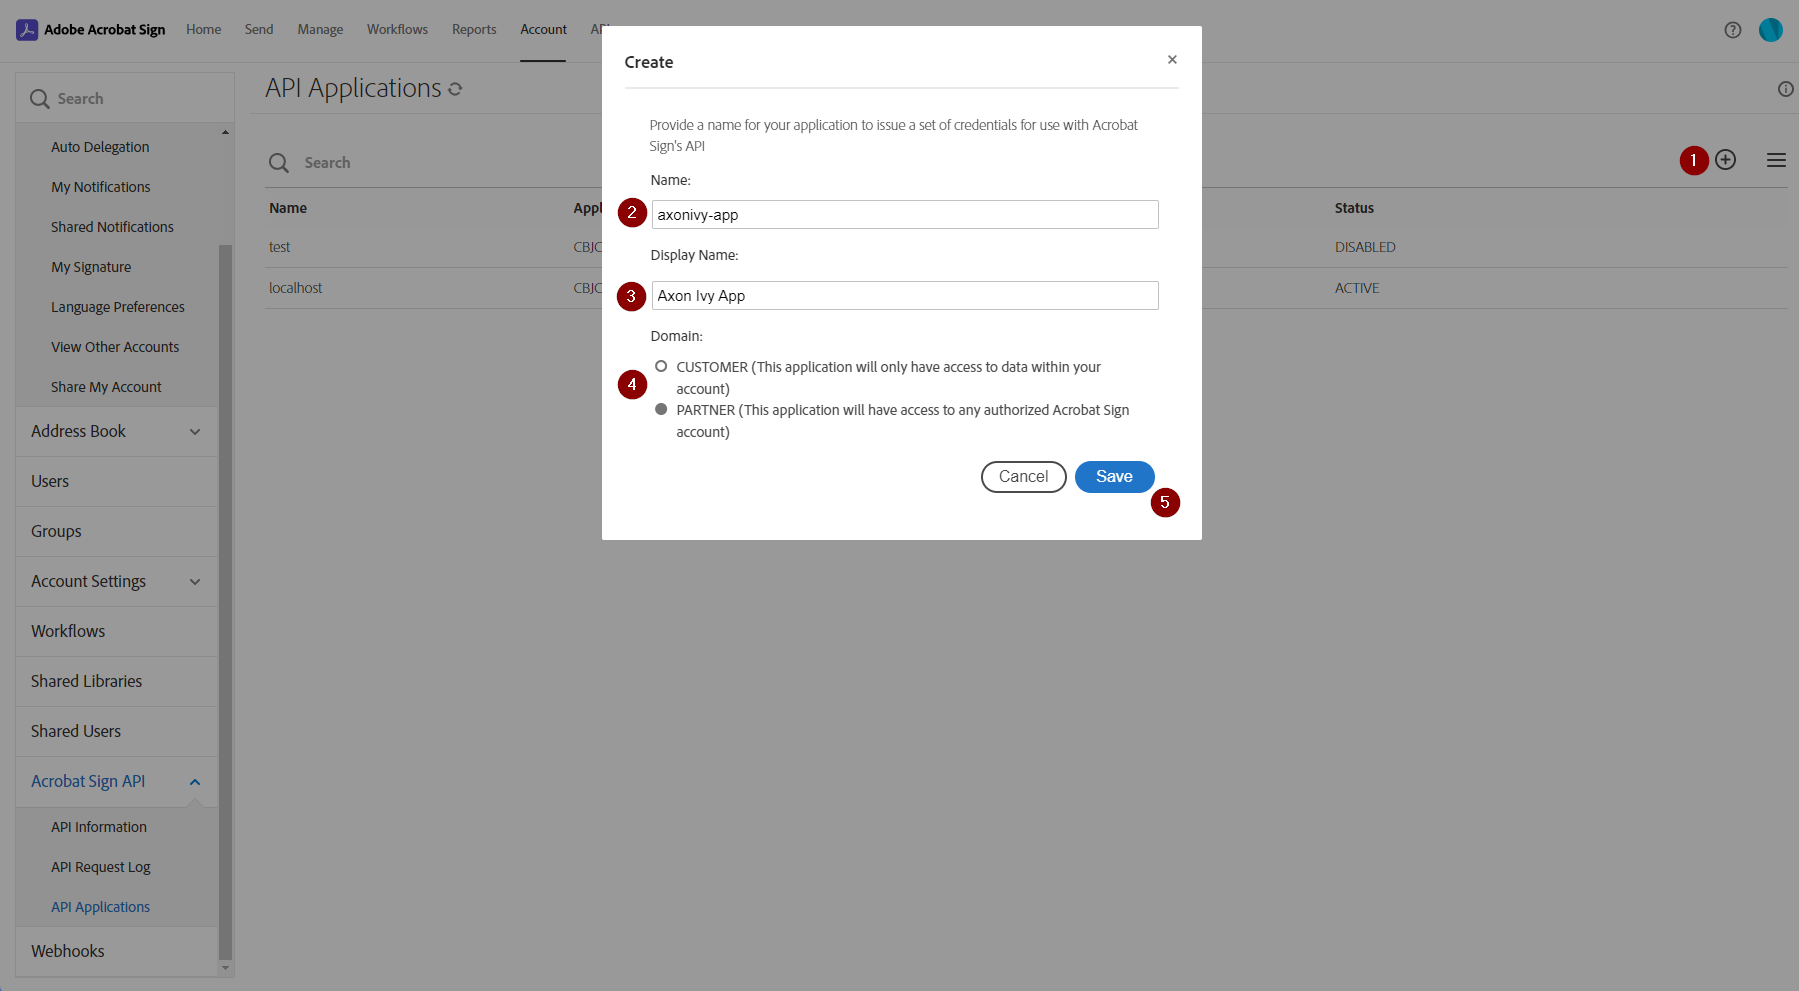 Adobe Acrobat Sign Home Send Manage Workflows Reports Account
Search
Auto Delegation
My Notifications
Shared Notifications
My Signature
Language Preferences
View Other Accounts
Share My Account
Address Book
Users
Groups
Account Settings
Workflows
Shared Libraries
Shared Users
Acrobat Sign API
API Information
API Request Log
API Applications
Webhooks
API Applications
Search
1
Name Status
test CBJC DISABLED
localhost CBJC ACTIVE
Create
Provide a name for your application to issue a set of credentials for use with Acrobat
Sign's API
Name:
2 axonivy-app
Display Name:
3 Axon Ivy App
Domain:
4
CUSTOMER (This application will only have access to data within your
account)
PARTNER (This application will have access to any authorized Acrobat Sign
account)
Cancel Save
5